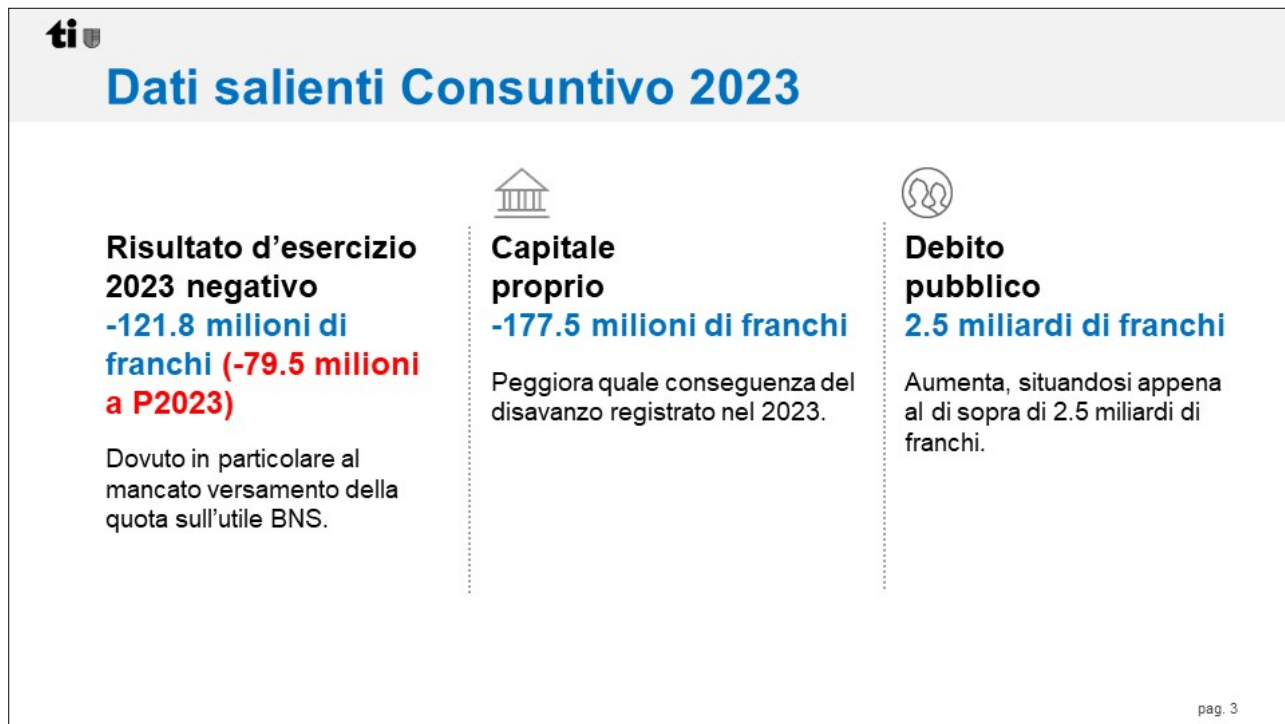 ti
Dati salienti Consuntivo 2023
Risultato d’esercizio
2023 negativo
-121.8 milioni di
franchi (-79.5 milioni
a P2023)
Dovuto in particolare al
mancato versamento della
quota sull’utile BNS.
Capitale
proprio
-177.5 milioni di franchi
Peggiora quale conseguenza del
disavanzo registrato nel 2023.
Debito
pubblico
2.5 miliardi di franchi
Aumenta, situandosi appena
al di sopra di 2.5 miliardi di
franchi.
pag. 3